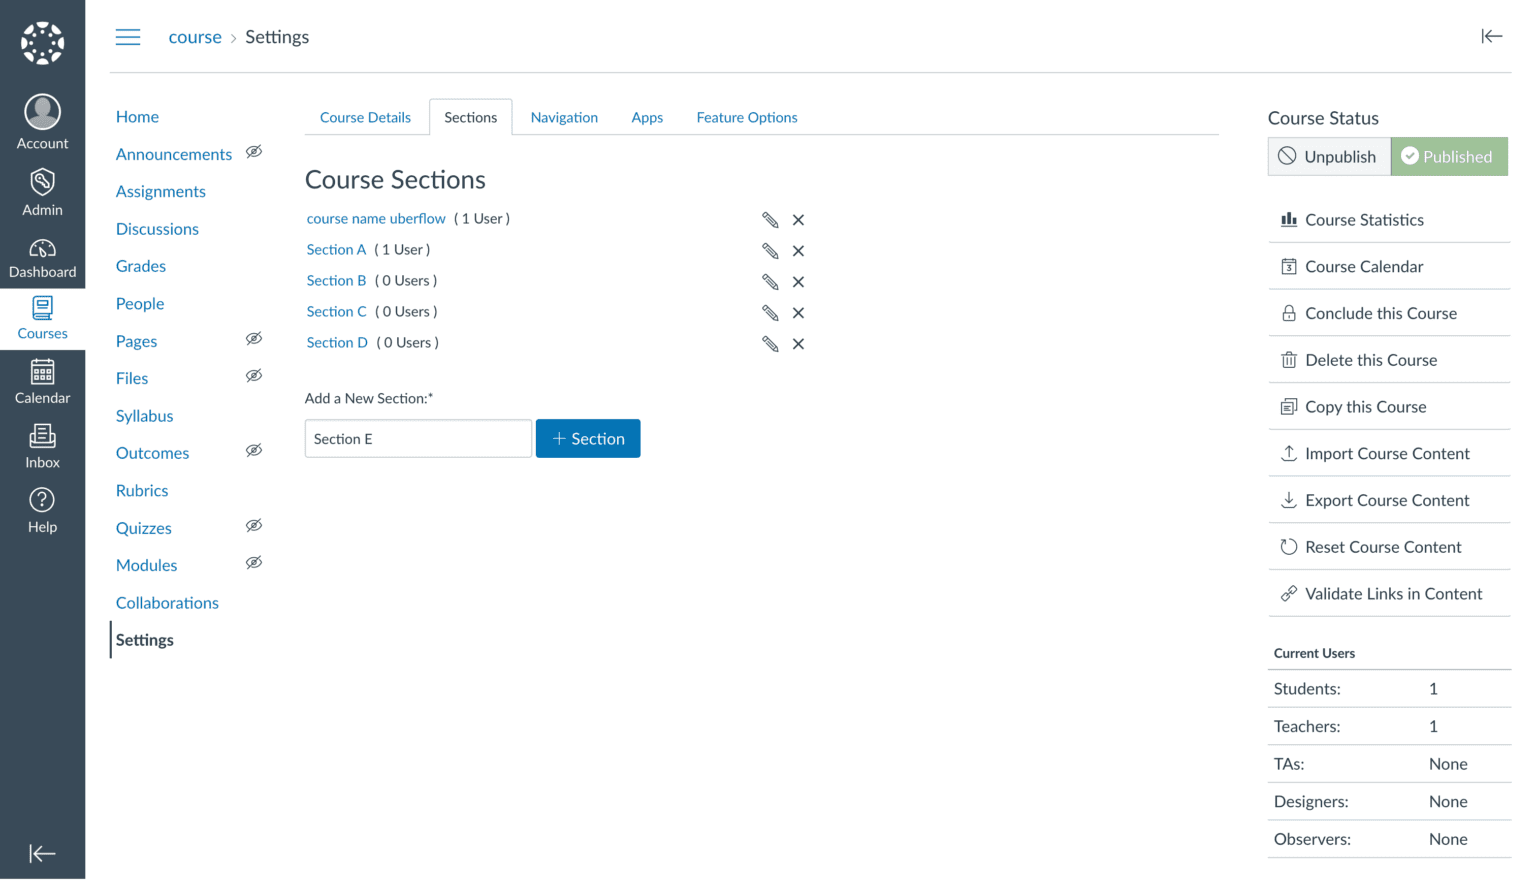 course › Settings
Account
Admin
Dashboard
Courses
Calendar
Inbox
Help
Home
Announcements
Assignments
Discussions
Grades
People
Pages
Files
Syllabus
Outcomes
Rubrics
Quizzes
Modules
Collaborations
Settings
Course Details Sections Navigation Apps Feature Options
Course Sections
course name uberflow ( 1 User )
Section A ( 1 User )
Section B ( 0 Users )
Section C ( 0 Users )
Section D ( 0 Users )
Add a New Section:*
Section E + Section
Course Status
Unpublish Published
Course Statistics
3 Course Calendar
Conclude this Course
Delete this Course
Copy this Course
Import Course Content
Export Course Content
Reset Course Content
Validate Links in Content
Current Users
Students: 1
Teachers: 1
TAs: None
Designers: None
Observers: None